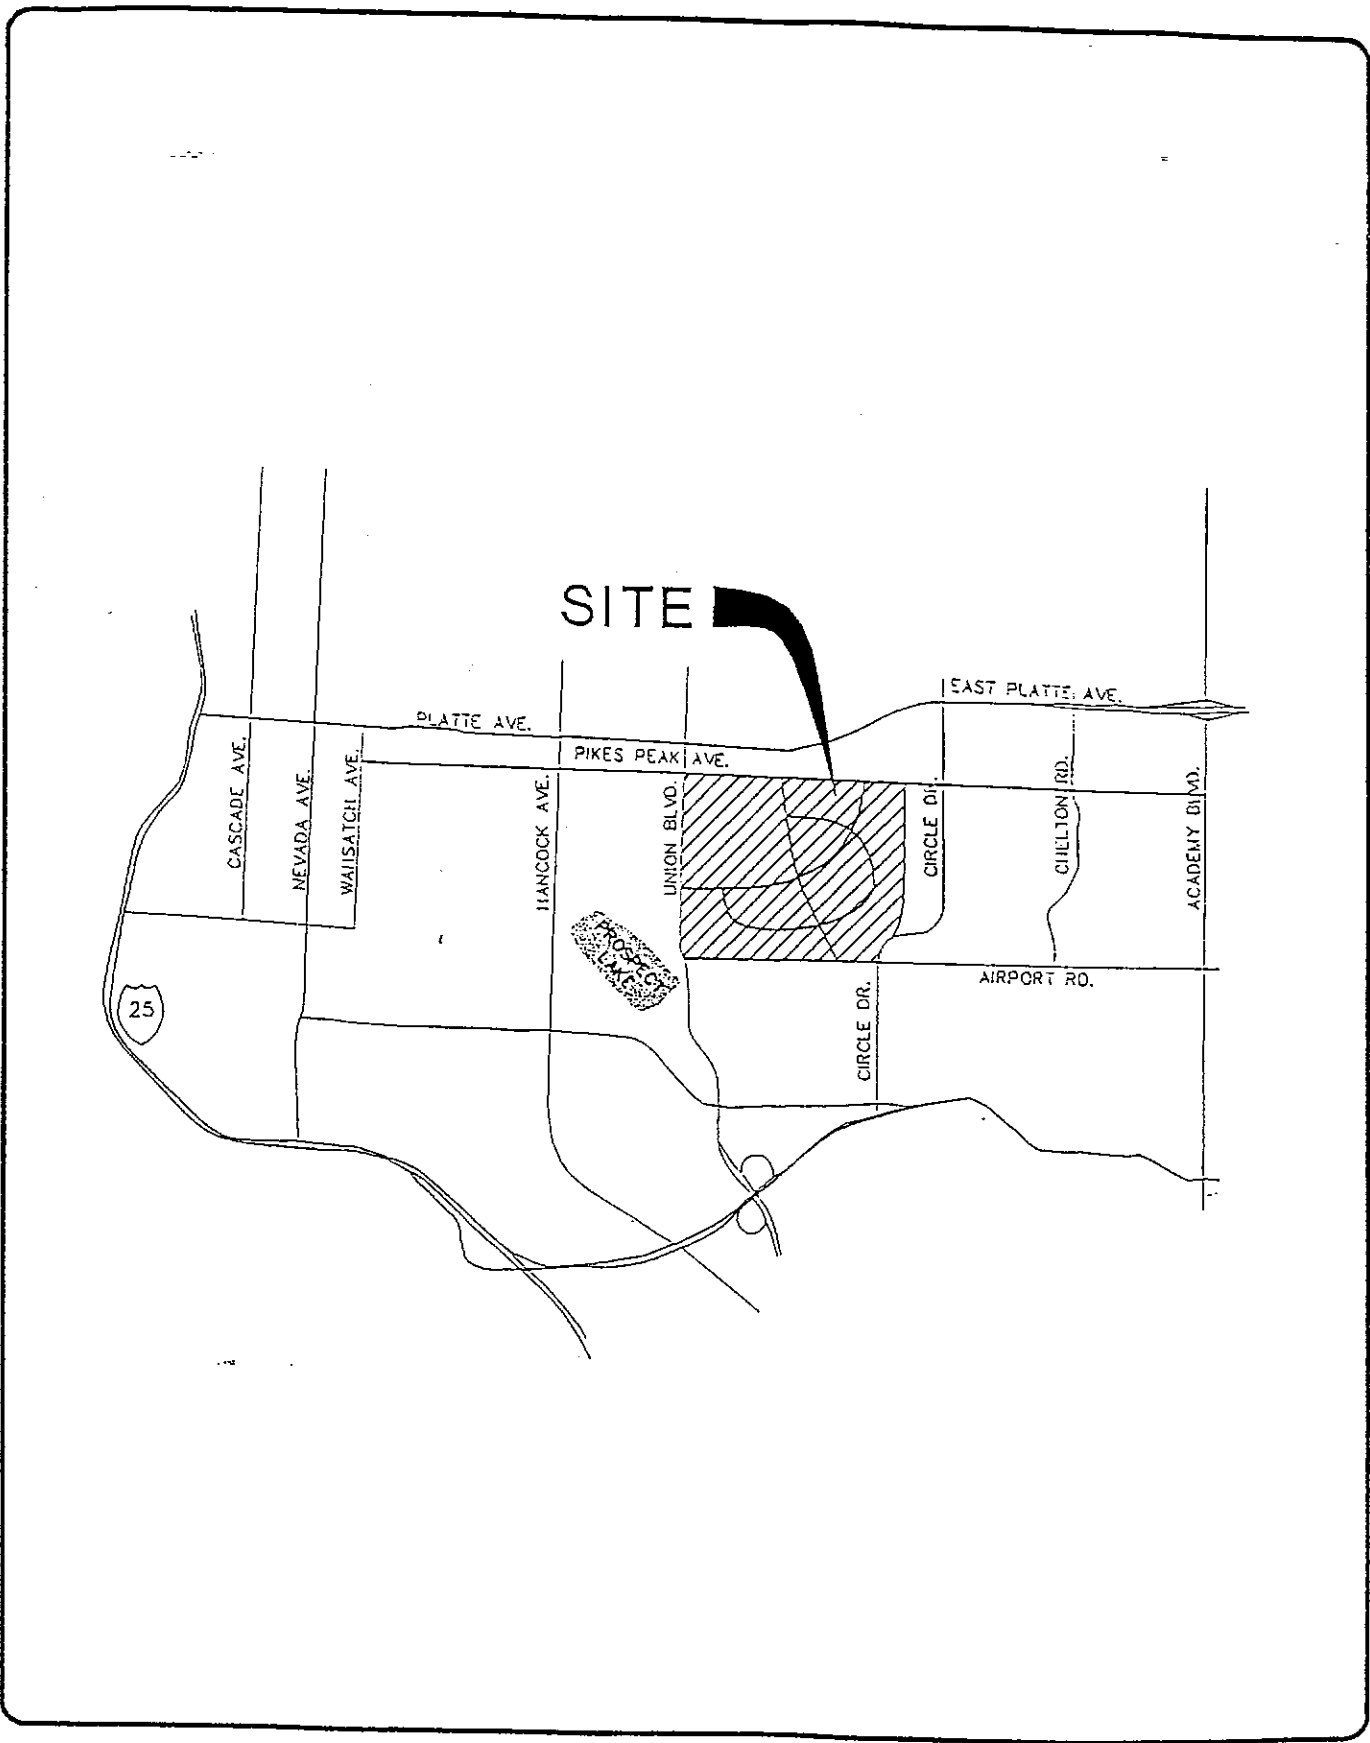 SITE
EAST PLATTE AVE.
PLATTE AVE.
PIKES PEAK AVE.
CASCADE AVE.
NEVADA AVE.
WAHSATCH AVE.
HANCOCK AVE.
UNION BLVD.
CIRCLE DR.
CHELTON RD.
ACADEMY BLVD.
PROSPECT
LAKE
AIRPORT RD.
25
CIRCLE DR.